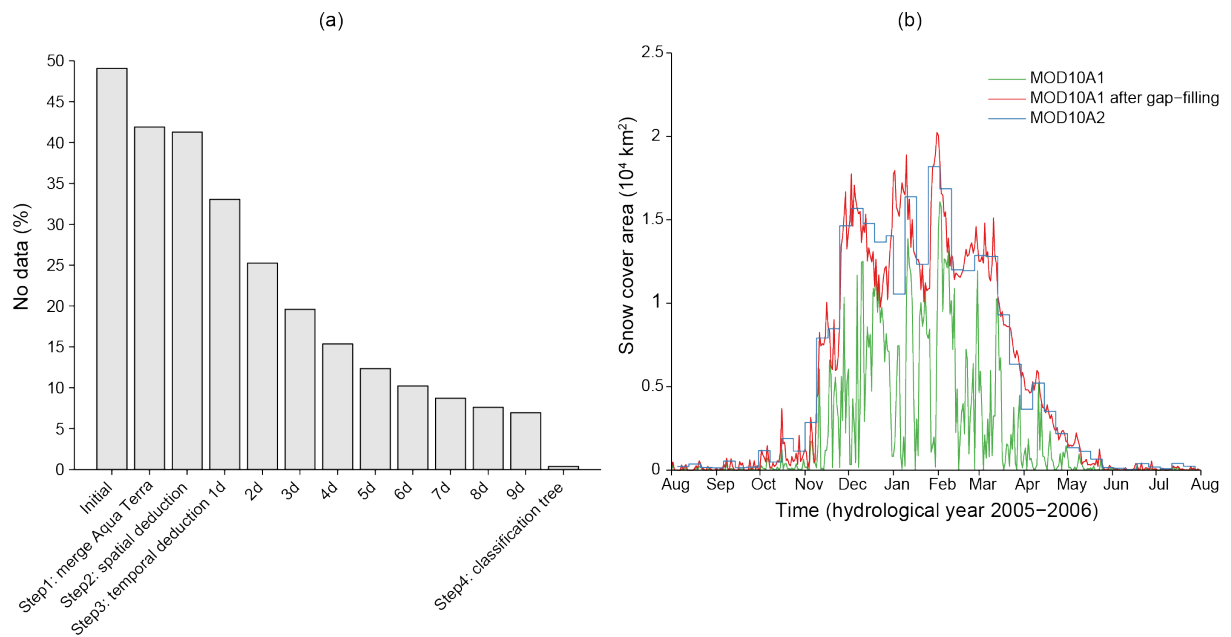 (a)
No data (%)
50
45
40
35
30
25
20
15
10
5
0
Initial
Step1: merge Aqua Terra
Step2: spatial deduction
Step3: temporal deduction 1d
2d
3d
4d
5d
6d
7d
8d
9d
Step4: classification tree
(b)
Snow cover area (10⁴ km²)
2.5
2
1.5
1
0.5
0
MOD10A1
MOD10A1 after gap−filling
MOD10A2
Aug Sep Oct Nov Dec Jan Feb Mar Apr May Jun Jul Aug
Time (hydrological year 2005−2006)